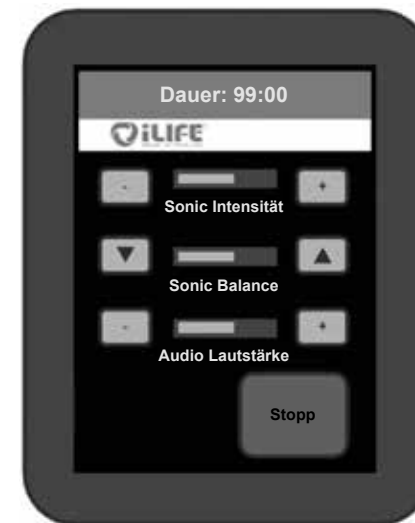 Dauer: 99:00
iLIFE
- +
Sonic Intensität
Sonic Balance
- +
Audio Lautstärke
Stopp